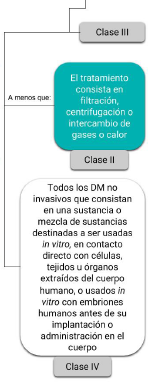 Clase III
A menos que:
El tratamiento
consista en
filtración,
centrifugación o
intercambio de
gases o calor
Clase II
Todos los DM no
invasivos que consistan
en una sustancia o
mezcla de sustancias
destinadas a ser usadas
in vitro, en contacto
directo con células,
tejidos u órganos
extraídos del cuerpo
humano, o usados in
vitro con embriones
humanos antes de su
implantación o
administración en el
cuerpo
Clase IV